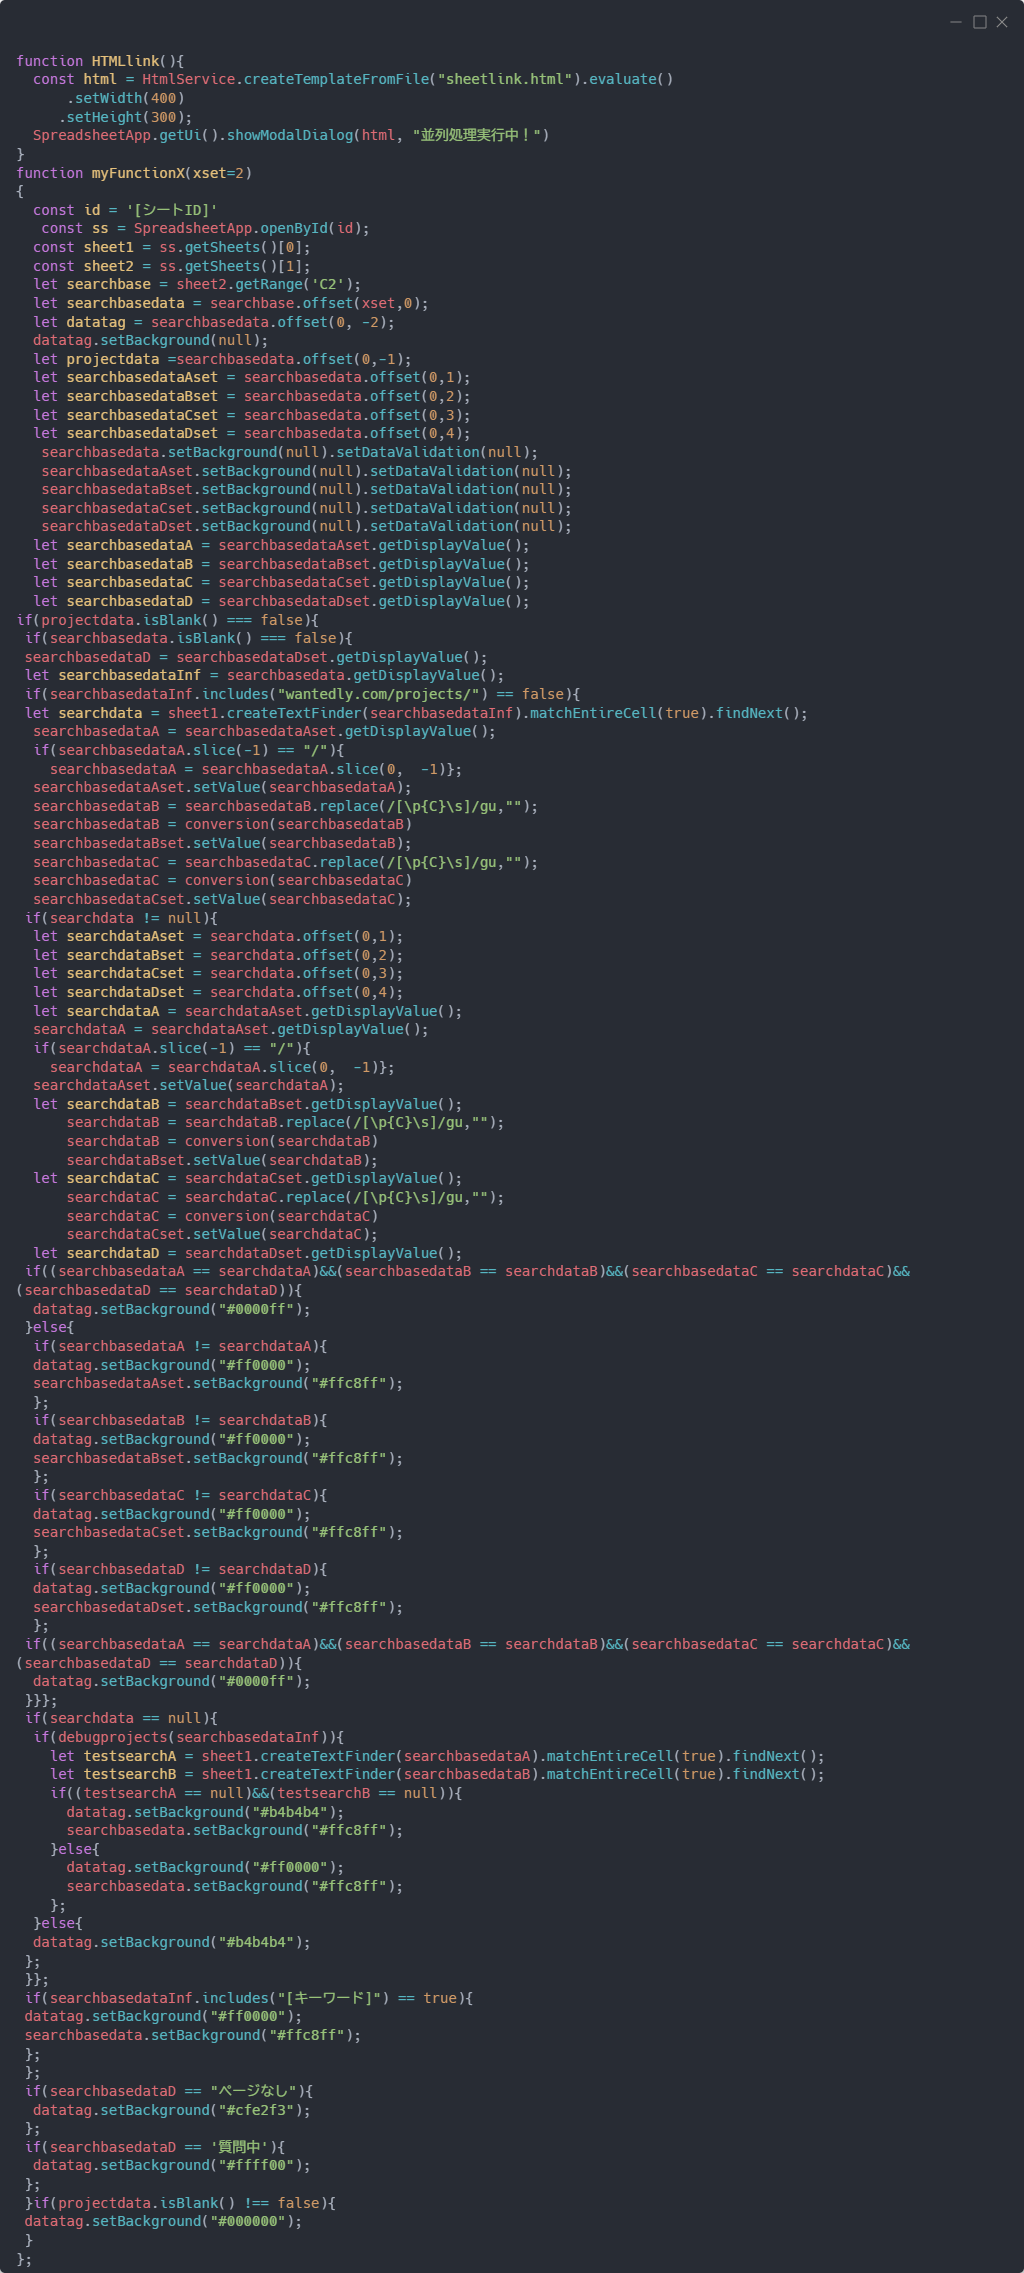 function HTMLlink(){
  const html = HtmlService.createTemplateFromFile("sheetlink.html").evaluate()
      .setWidth(400)
     .setHeight(300);
  SpreadsheetApp.getUi().showModalDialog(html, "並列処理実行中！")
}
function myFunctionX(xset=2)
{
  const id = '[シートID]'
   const ss = SpreadsheetApp.openById(id);
  const sheet1 = ss.getSheets()[0];
  const sheet2 = ss.getSheets()[1];
  let searchbase = sheet2.getRange('C2');
  let searchbasedata = searchbase.offset(xset,0);
  let datatag = searchbasedata.offset(0, -2);
  datatag.setBackground(null);
  let projectdata =searchbasedata.offset(0,-1);
  let searchbasedataAset = searchbasedata.offset(0,1);
  let searchbasedataBset = searchbasedata.offset(0,2);
  let searchbasedataCset = searchbasedata.offset(0,3);
  let searchbasedataDset = searchbasedata.offset(0,4);
   searchbasedata.setBackground(null).setDataValidation(null);
   searchbasedataAset.setBackground(null).setDataValidation(null);
   searchbasedataBset.setBackground(null).setDataValidation(null);
   searchbasedataCset.setBackground(null).setDataValidation(null);
   searchbasedataDset.setBackground(null).setDataValidation(null);
  let searchbasedataA = searchbasedataAset.getDisplayValue();
  let searchbasedataB = searchbasedataBset.getDisplayValue();
  let searchbasedataC = searchbasedataCset.getDisplayValue();
  let searchbasedataD = searchbasedataDset.getDisplayValue();
if(projectdata.isBlank() === false){
 if(searchbasedata.isBlank() === false){
 searchbasedataD = searchbasedataDset.getDisplayValue();
 let searchbasedataInf = searchbasedata.getDisplayValue();
 if(searchbasedataInf.includes("wantedly.com/projects/") == false){
 let searchdata = sheet1.createTextFinder(searchbasedataInf).matchEntireCell(true).findNext();
  searchbasedataA = searchbasedataAset.getDisplayValue();
  if(searchbasedataA.slice(-1) == "/"){
    searchbasedataA = searchbasedataA.slice(0,  -1)};
  searchbasedataAset.setValue(searchbasedataA);
  searchbasedataB = searchbasedataB.replace(/[\p{C}\s]/gu,"");
  searchbasedataB = conversion(searchbasedataB)
  searchbasedataBset.setValue(searchbasedataB);
  searchbasedataC = searchbasedataC.replace(/[\p{C}\s]/gu,"");
  searchbasedataC = conversion(searchbasedataC)
  searchbasedataCset.setValue(searchbasedataC);
 if(searchdata != null){
  let searchdataAset = searchdata.offset(0,1);
  let searchdataBset = searchdata.offset(0,2);
  let searchdataCset = searchdata.offset(0,3);
  let searchdataDset = searchdata.offset(0,4);
  let searchdataA = searchdataAset.getDisplayValue();
  searchdataA = searchdataAset.getDisplayValue();
  if(searchdataA.slice(-1) == "/"){
    searchdataA = searchdataA.slice(0,  -1)};
  searchdataAset.setValue(searchdataA);
  let searchdataB = searchdataBset.getDisplayValue();
      searchdataB = searchdataB.replace(/[\p{C}\s]/gu,"");
      searchdataB = conversion(searchdataB)
      searchdataBset.setValue(searchdataB);
  let searchdataC = searchdataCset.getDisplayValue();
      searchdataC = searchdataC.replace(/[\p{C}\s]/gu,"");
      searchdataC = conversion(searchdataC)
      searchdataCset.setValue(searchdataC);
  let searchdataD = searchdataDset.getDisplayValue();
 if((searchbasedataA == searchdataA)&&(searchbasedataB == searchdataB)&&(searchbasedataC == searchdataC)&&
(searchbasedataD == searchdataD)){
  datatag.setBackground("#0000ff");
 }else{
  if(searchbasedataA != searchdataA){
  datatag.setBackground("#ff0000");
  searchbasedataAset.setBackground("#ffc8ff");
  };
  if(searchbasedataB != searchdataB){
  datatag.setBackground("#ff0000");
  searchbasedataBset.setBackground("#ffc8ff");
  };
  if(searchbasedataC != searchdataC){
  datatag.setBackground("#ff0000");
  searchbasedataCset.setBackground("#ffc8ff");
  };
  if(searchbasedataD != searchdataD){
  datatag.setBackground("#ff0000");
  searchbasedataDset.setBackground("#ffc8ff");
  };
 if((searchbasedataA == searchdataA)&&(searchbasedataB == searchdataB)&&(searchbasedataC == searchdataC)&&
(searchbasedataD == searchdataD)){
  datatag.setBackground("#0000ff");
 }}};
 if(searchdata == null){
  if(debugprojects(searchbasedataInf)){
    let testsearchA = sheet1.createTextFinder(searchbasedataA).matchEntireCell(true).findNext();
    let testsearchB = sheet1.createTextFinder(searchbasedataB).matchEntireCell(true).findNext();
    if((testsearchA == null)&&(testsearchB == null)){
      datatag.setBackground("#b4b4b4");
      searchbasedata.setBackground("#ffc8ff");
    }else{
      datatag.setBackground("#ff0000");
      searchbasedata.setBackground("#ffc8ff");
    };
  }else{
  datatag.setBackground("#b4b4b4");
 };
 }};
 if(searchbasedataInf.includes("[キーワード]") == true){
 datatag.setBackground("#ff0000");
 searchbasedata.setBackground("#ffc8ff");
 };
 };
 if(searchbasedataD == "ページなし"){
  datatag.setBackground("#cfe2f3");
 };
 if(searchbasedataD == '質問中'){
  datatag.setBackground("#ffff00");
 };
 }if(projectdata.isBlank() !== false){
 datatag.setBackground("#000000");
 }
};